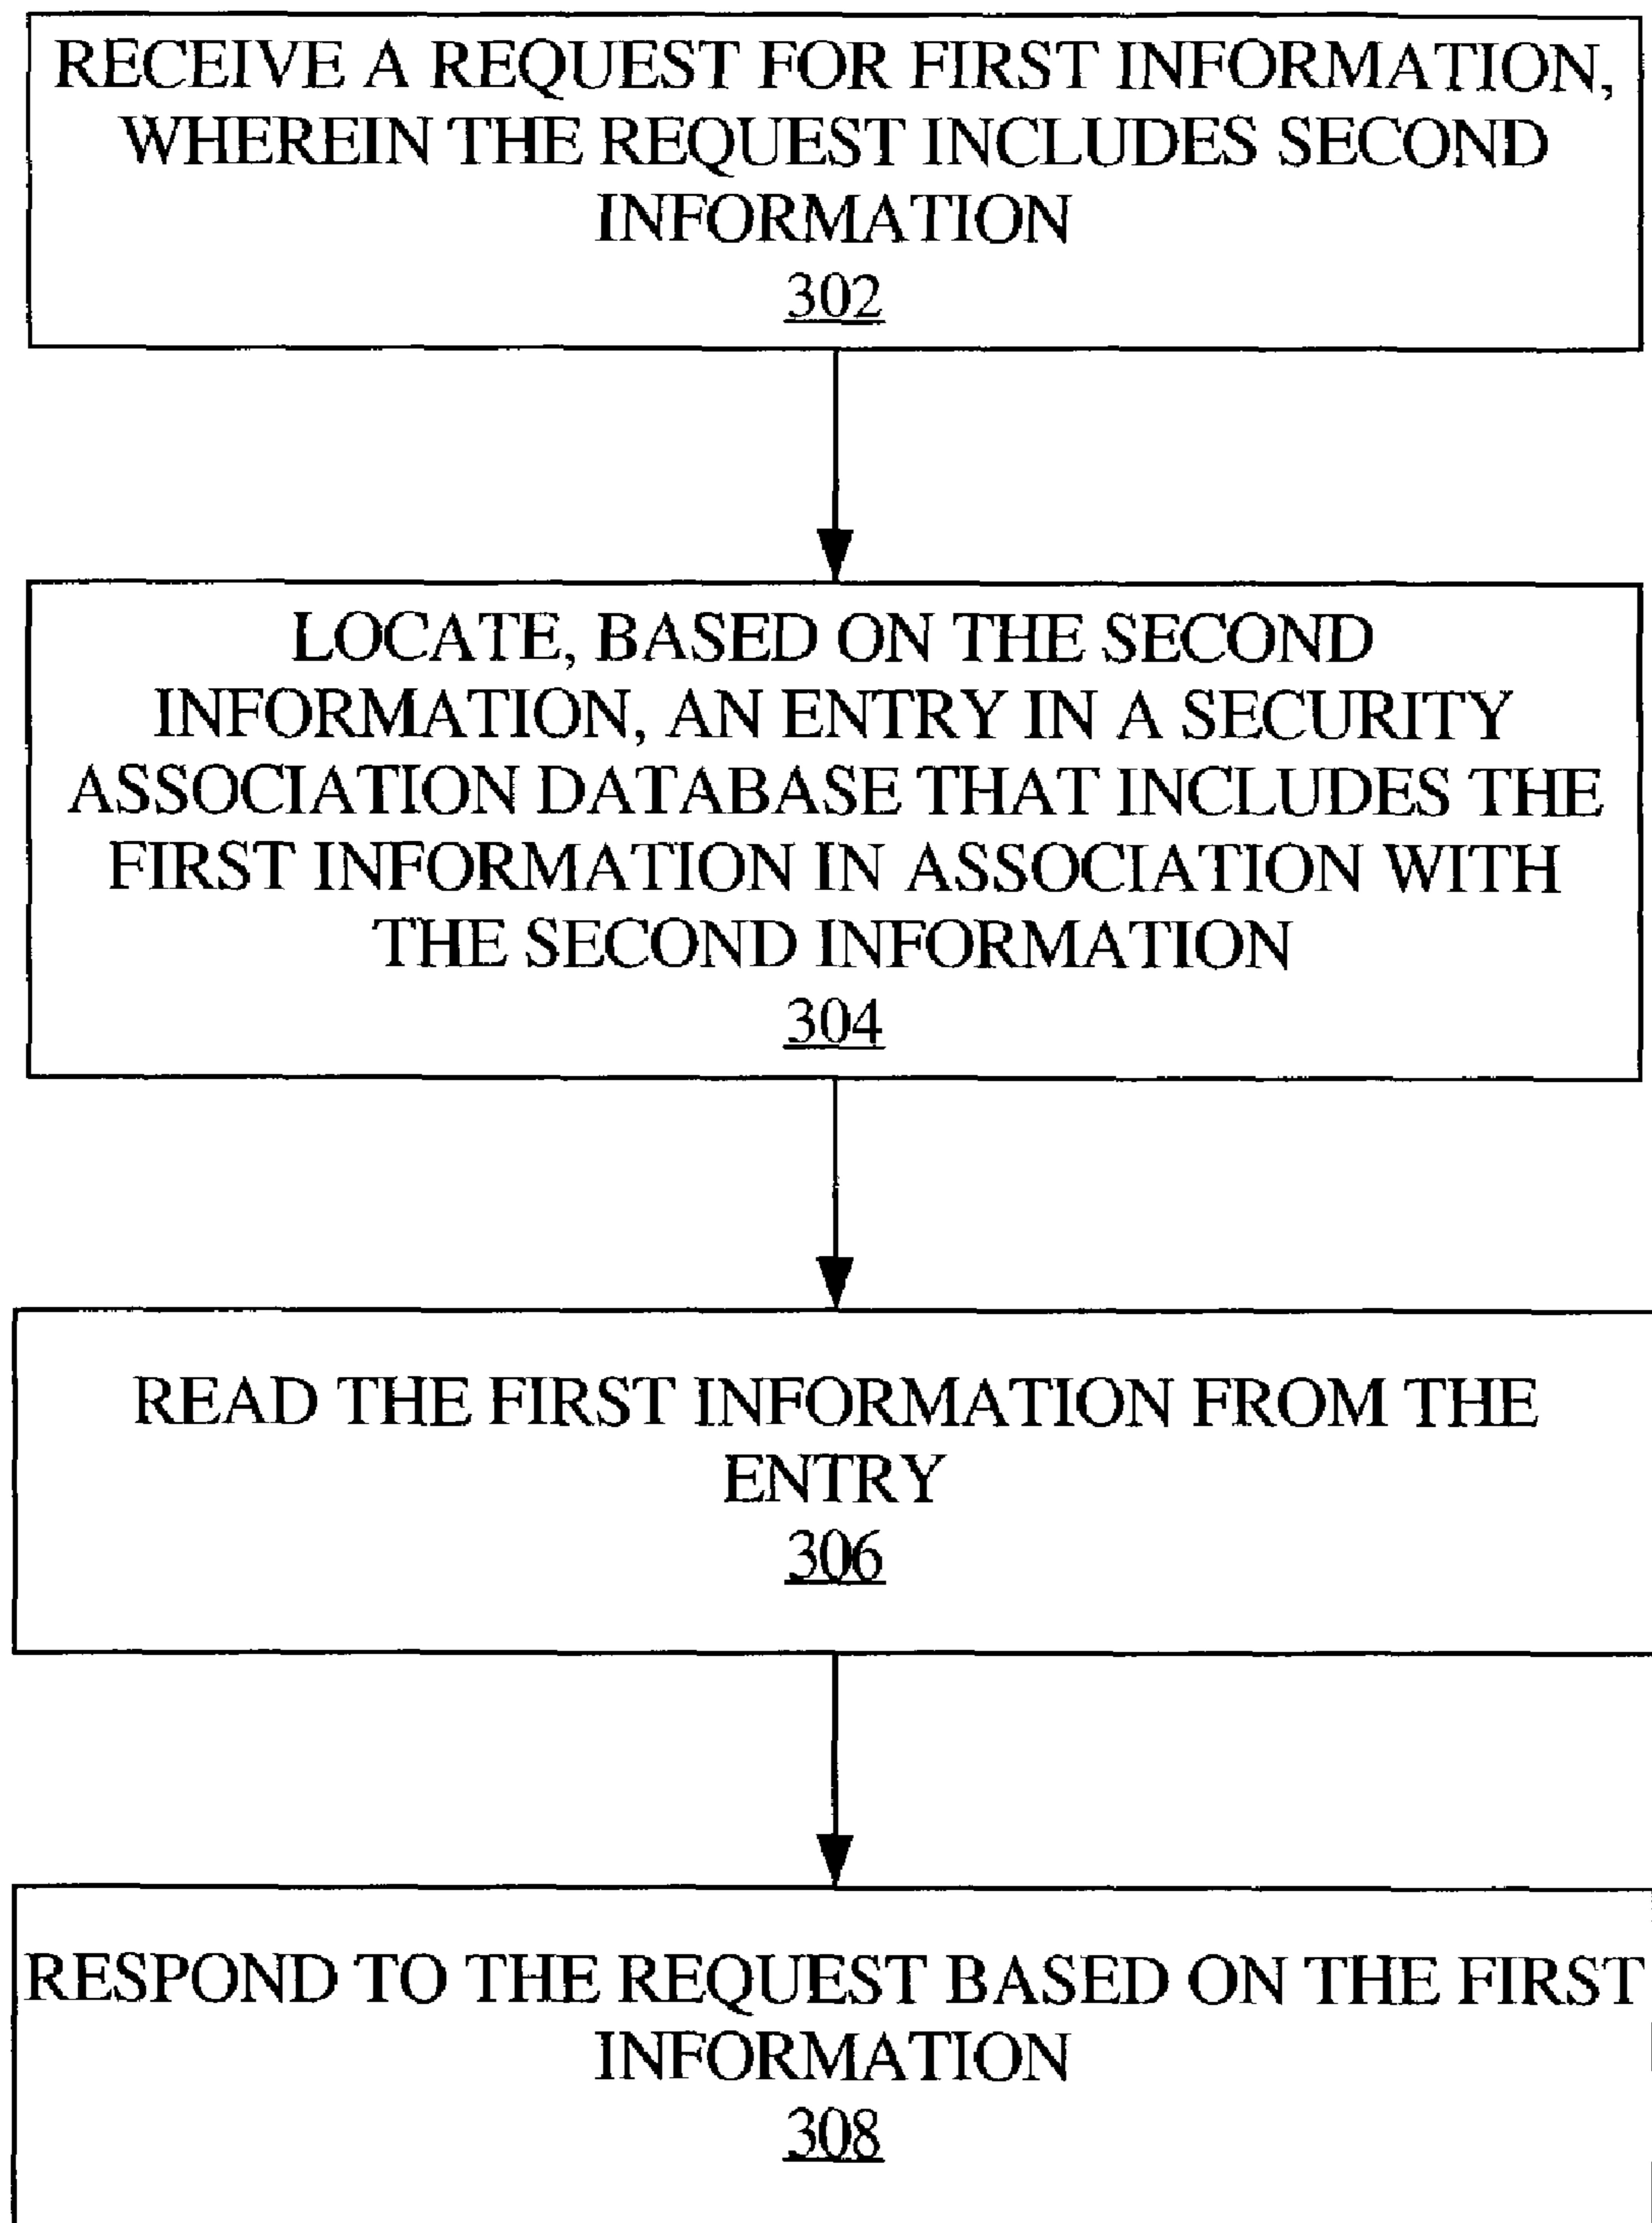 RECEIVE A REQUEST FOR FIRST INFORMATION,
WHEREIN THE REQUEST INCLUDES SECOND
INFORMATION
302
LOCATE, BASED ON THE SECOND
INFORMATION, AN ENTRY IN A SECURITY
ASSOCIATION DATABASE THAT INCLUDES THE
FIRST INFORMATION IN ASSOCIATION WITH
THE SECOND INFORMATION
304
READ THE FIRST INFORMATION FROM THE
ENTRY
306
RESPOND TO THE REQUEST BASED ON THE FIRST
INFORMATION
308